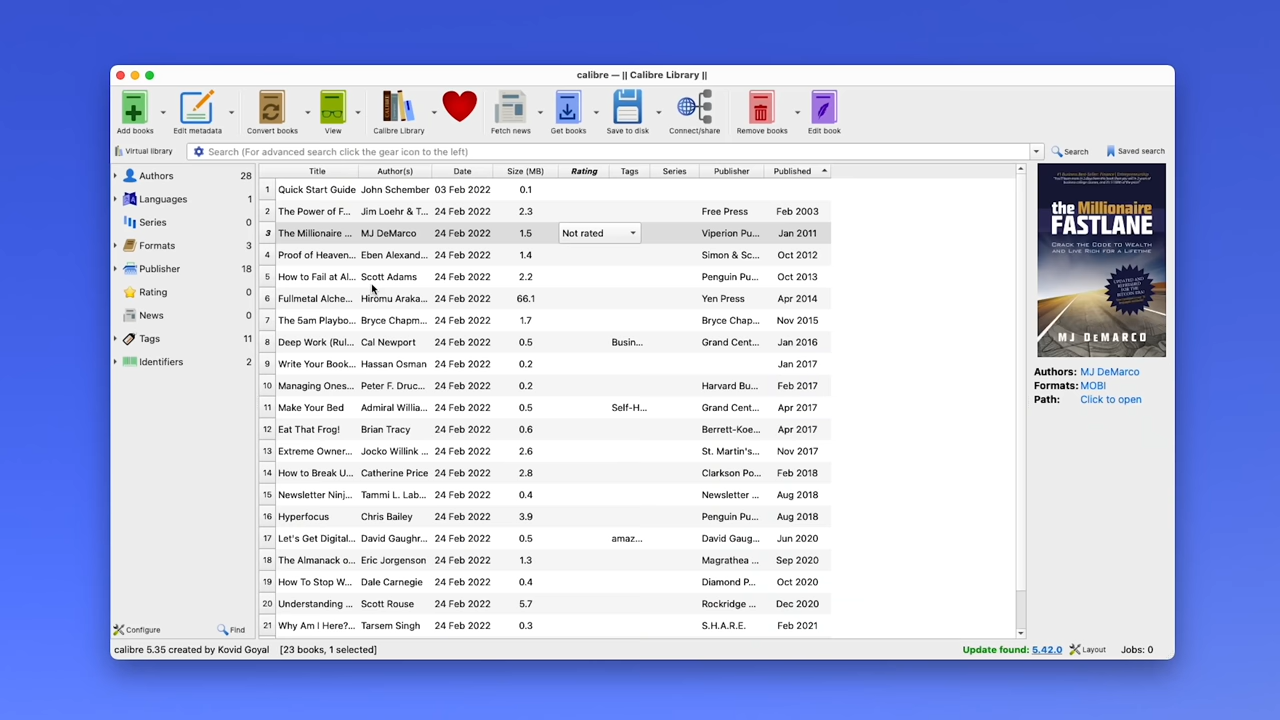 calibre — || Calibre Library ||
Add books Edit metadata Convert books View Calibre Library Fetch news Get books Save to disk Connect/share Remove books Edit book
Virtual library Search (For advanced search click the gear icon to the left) Search Saved search
Authors 28
Languages 1
Series 0
Formats 3
Publisher 18
Rating 0
News 0
Tags 11
Identifiers 2
Title Author(s) Date Size (MB) Rating Tags Series Publisher Published
1 Quick Start Guide John Schember 03 Feb 2022 0.1
2 The Power of F... Jim Loehr & T... 24 Feb 2022 2.3 Free Press Feb 2003
3 The Millionaire ... MJ DeMarco 24 Feb 2022 1.5 Not rated Viperion Pu... Jan 2011
4 Proof of Heaven... Eben Alexand... 24 Feb 2022 1.4 Simon & Sc... Oct 2012
5 How to Fail at Al... Scott Adams 24 Feb 2022 2.2 Penguin Pu... Oct 2013
6 Fullmetal Alche... Hiromu Araka... 24 Feb 2022 66.1 Yen Press Apr 2014
7 The 5am Playbo... Bryce Chapm... 24 Feb 2022 1.7 Bryce Chap... Nov 2015
8 Deep Work (Rul... Cal Newport 24 Feb 2022 0.5 Busin... Grand Cent... Jan 2016
9 Write Your Book... Hassan Osman 24 Feb 2022 0.2 Jan 2017
10 Managing Ones... Peter F. Druc... 24 Feb 2022 0.2 Harvard Bu... Feb 2017
11 Make Your Bed Admiral Willia... 24 Feb 2022 0.5 Self-H... Grand Cent... Apr 2017
12 Eat That Frog! Brian Tracy 24 Feb 2022 0.6 Berrett-Koe... Apr 2017
13 Extreme Owner... Jocko Willink ... 24 Feb 2022 2.6 St. Martin's... Nov 2017
14 How to Break U... Catherine Price 24 Feb 2022 2.8 Clarkson Po... Feb 2018
15 Newsletter Ninj... Tammi L. Lab... 24 Feb 2022 0.4 Newsletter ... Aug 2018
16 Hyperfocus Chris Bailey 24 Feb 2022 3.9 Penguin Pu... Aug 2018
17 Let's Get Digital... David Gaughr... 24 Feb 2022 0.5 amaz... David Gaug... Jun 2020
18 The Almanack o... Eric Jorgenson 24 Feb 2022 1.3 Magrathea ... Sep 2020
19 How To Stop W... Dale Carnegie 24 Feb 2022 0.4 Diamond P... Oct 2020
20 Understanding ... Scott Rouse 24 Feb 2022 5.7 Rockridge ... Dec 2020
21 Why Am I Here?... Tarsem Singh 24 Feb 2022 0.3 S.H.A.R.E. Feb 2021
the Millionaire
FASTLANE
CRACK THE CODE TO WEALTH
AND LIVE RICH FOR A LIFETIME
MJ DEMARCO
Authors: MJ DeMarco
Formats: MOBI
Path: Click to open
Configure Find
calibre 5.35 created by Kovid Goyal [23 books, 1 selected] Update found: 5.42.0 Layout Jobs: 0